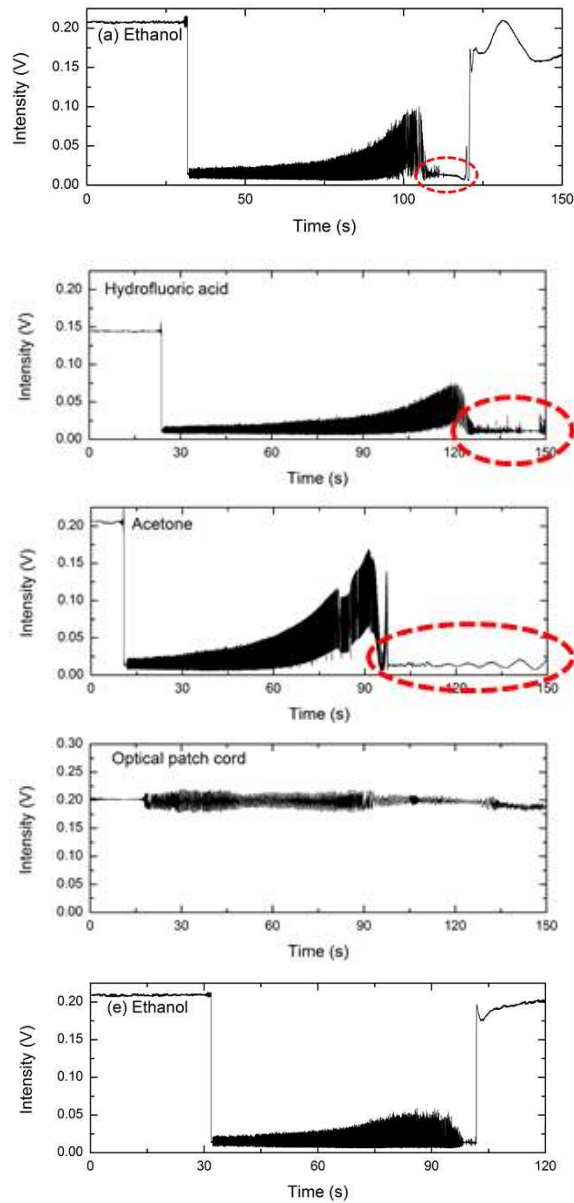 (a) Ethanol
Intensity (V)
0.20
0.15
0.10
0.05
0.00
0 50 100 150
Time (s)
Hydrofluoric acid
Intensity (V)
0.20
0.15
0.10
0.05
0.00
0 30 60 90 120 150
Time (s)
Acetone
Intensity (V)
0.20
0.15
0.10
0.05
0.00
0 30 60 90 120 150
Time (s)
Optical patch cord
Intensity (V)
0.30
0.25
0.20
0.15
0.10
0.05
0.00
0 30 60 90 120 150
Time (s)
(e) Ethanol
Intensity (V)
0.20
0.15
0.10
0.05
0.00
0 30 60 90 120
Time (s)